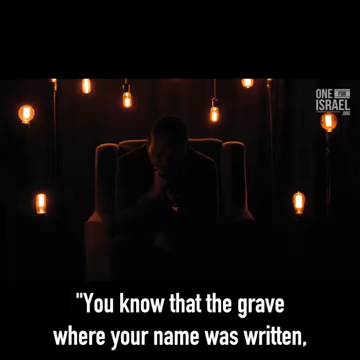 ONE
FOR
ISRAEL
.ORG
"You know that the grave
where your name was written,